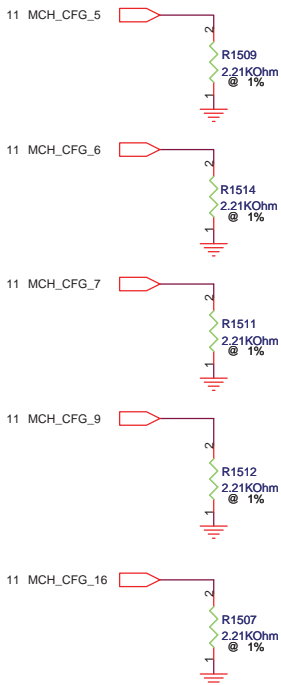 11 MCH_CFG_5
2
R1509
2.21KOhm
@ 1%
1
11 MCH_CFG_6
2
R1514
2.21KOhm
@ 1%
1
11 MCH_CFG_7
2
R1511
2.21KOhm
@ 1%
1
11 MCH_CFG_9
2
R1512
2.21KOhm
@ 1%
1
11 MCH_CFG_16
2
R1507
2.21KOhm
@ 1%
1